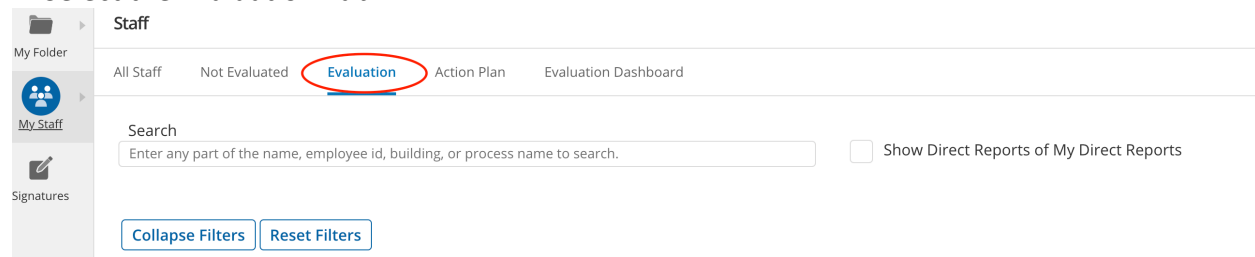 Staff
My Folder
All Staff Not Evaluated Evaluation Action Plan Evaluation Dashboard
My Staff
Search
Enter any part of the name, employee id, building, or process name to search.
Show Direct Reports of My Direct Reports
Signatures
Collapse Filters Reset Filters